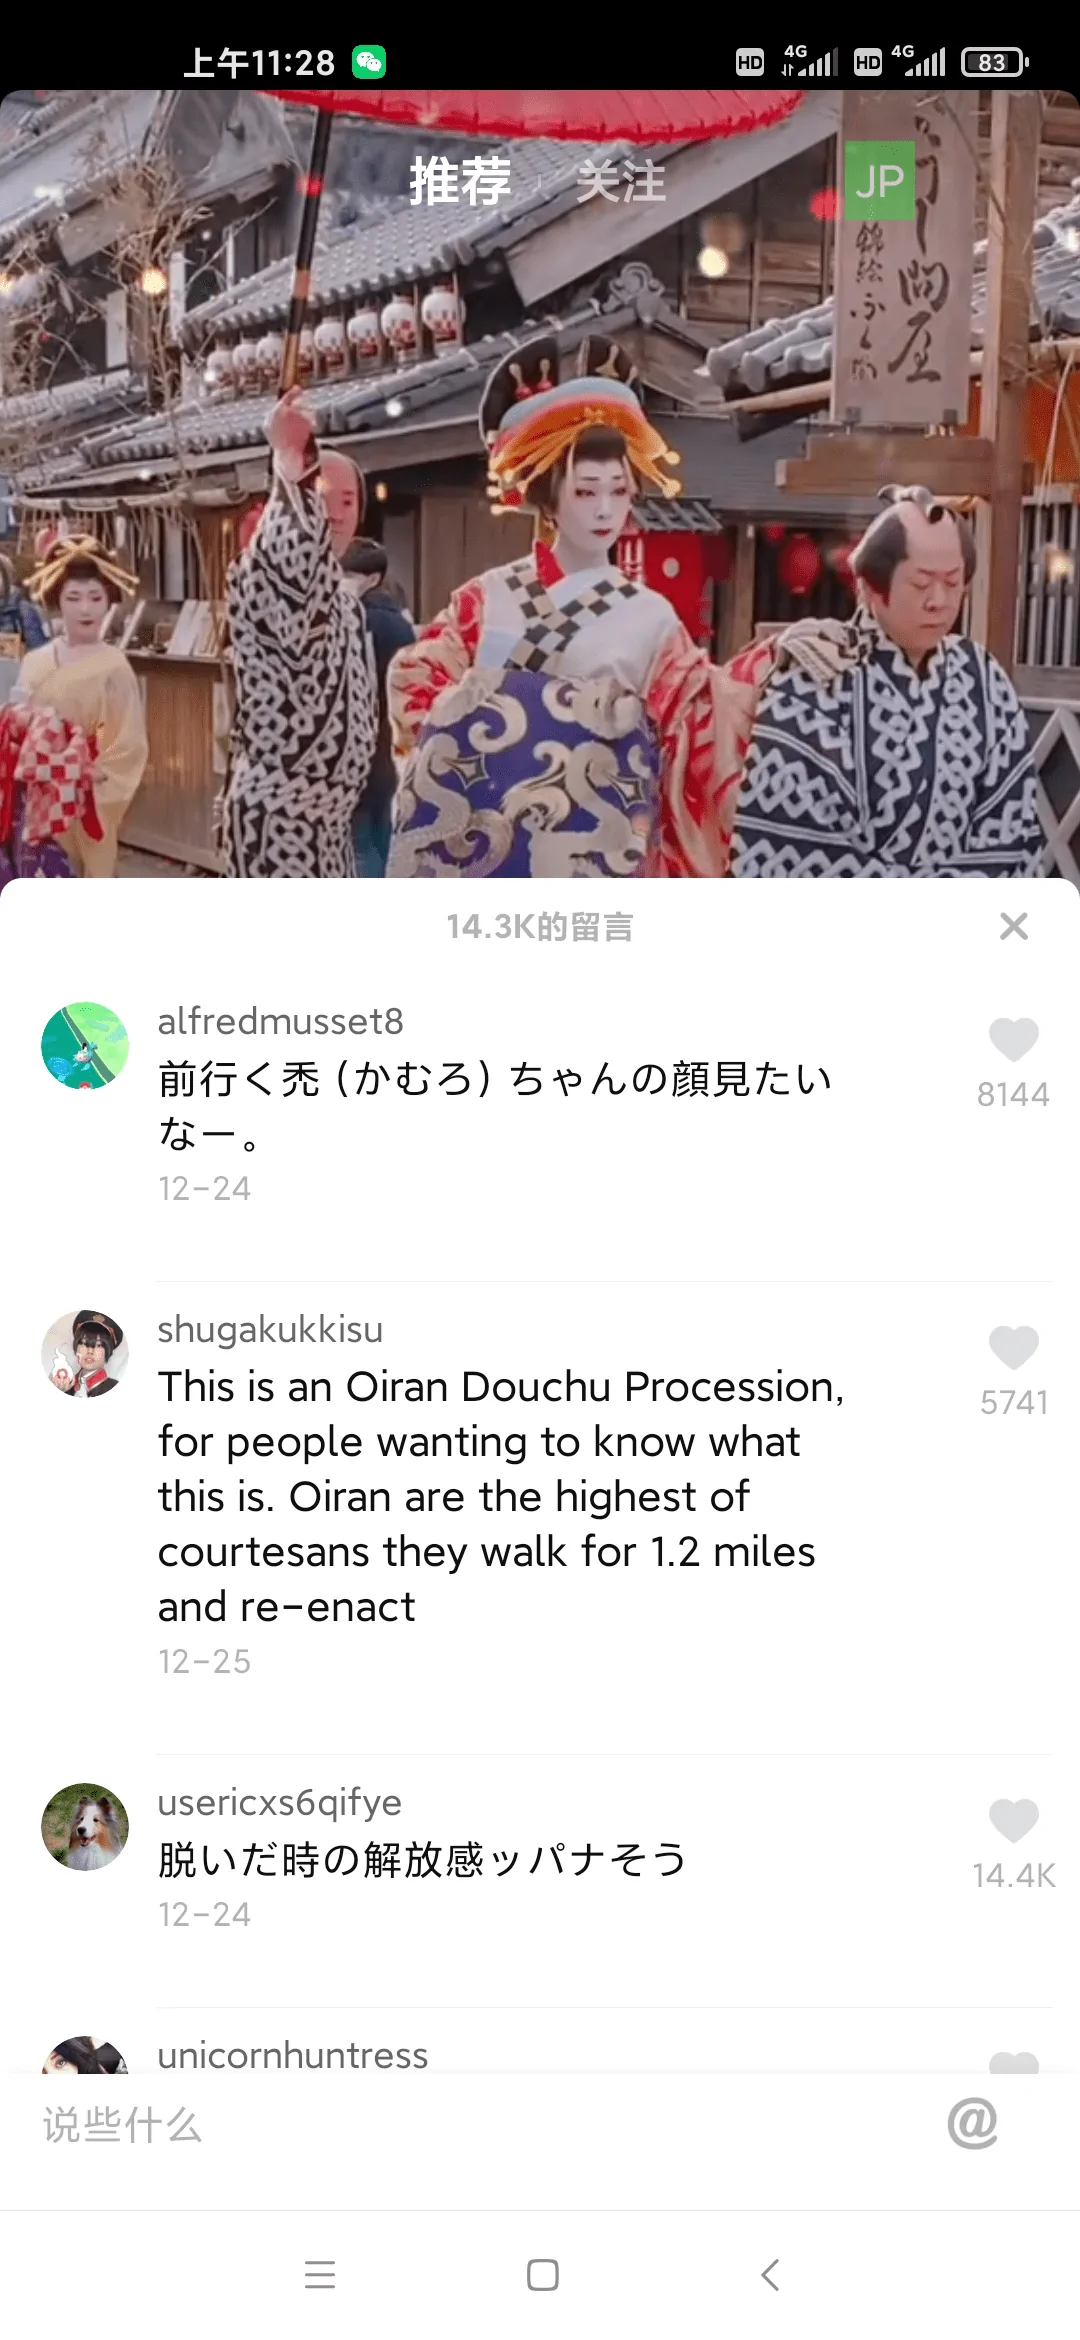 上午11:28
HD 4G HD 4G 83
推荐 关注 JP
問屋
錦絵
14.3K的留言
alfredmusset8
前行く禿（かむろ）ちゃんの顔見たい
なー。
8144
12-24
shugakukkisu
This is an Oiran Douchu Procession,
for people wanting to know what
this is. Oiran are the highest of
courtesans they walk for 1.2 miles
and re-enact
5741
12-25
usericxs6qifye
脱いだ時の解放感ッパナそう
14.4K
12-24
unicornhuntress
说些什么
@